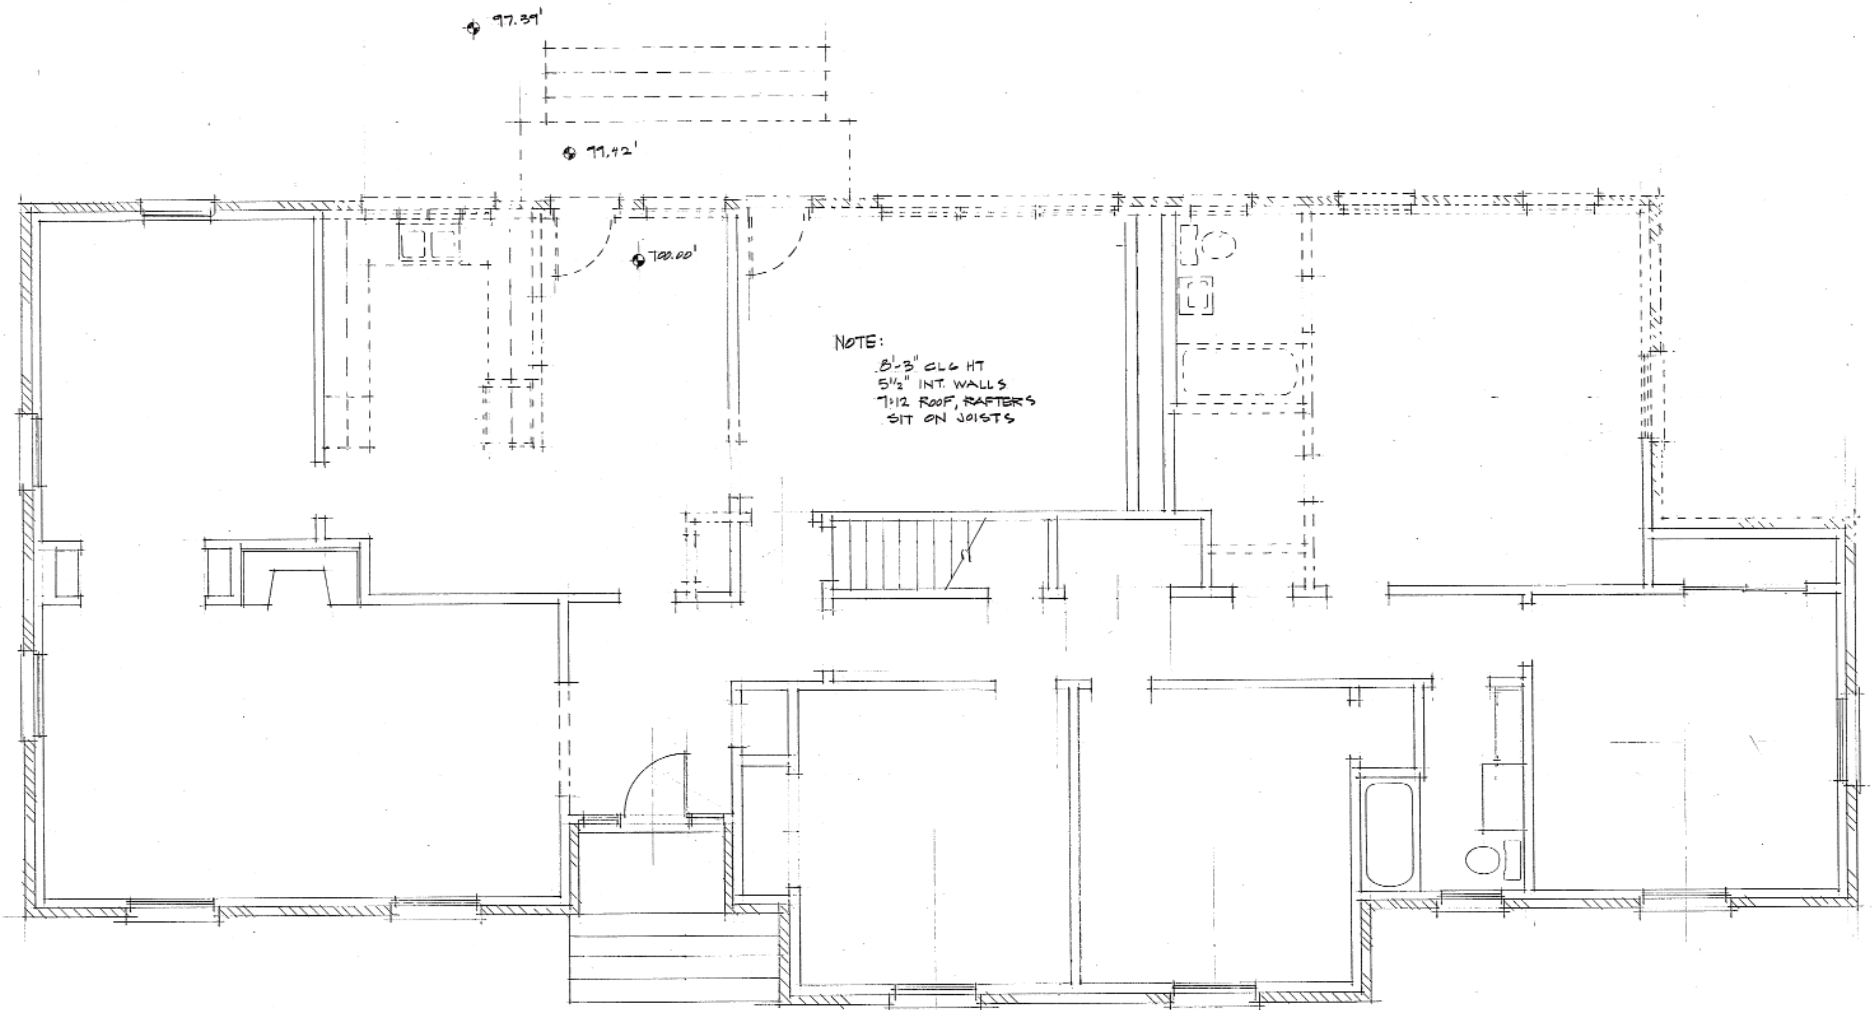 97.39'
99.42'
100.00'
NOTE:
8'-3" CLG HT
5½" INT. WALLS
7:12 ROOF, RAFTERS
SIT ON JOISTS